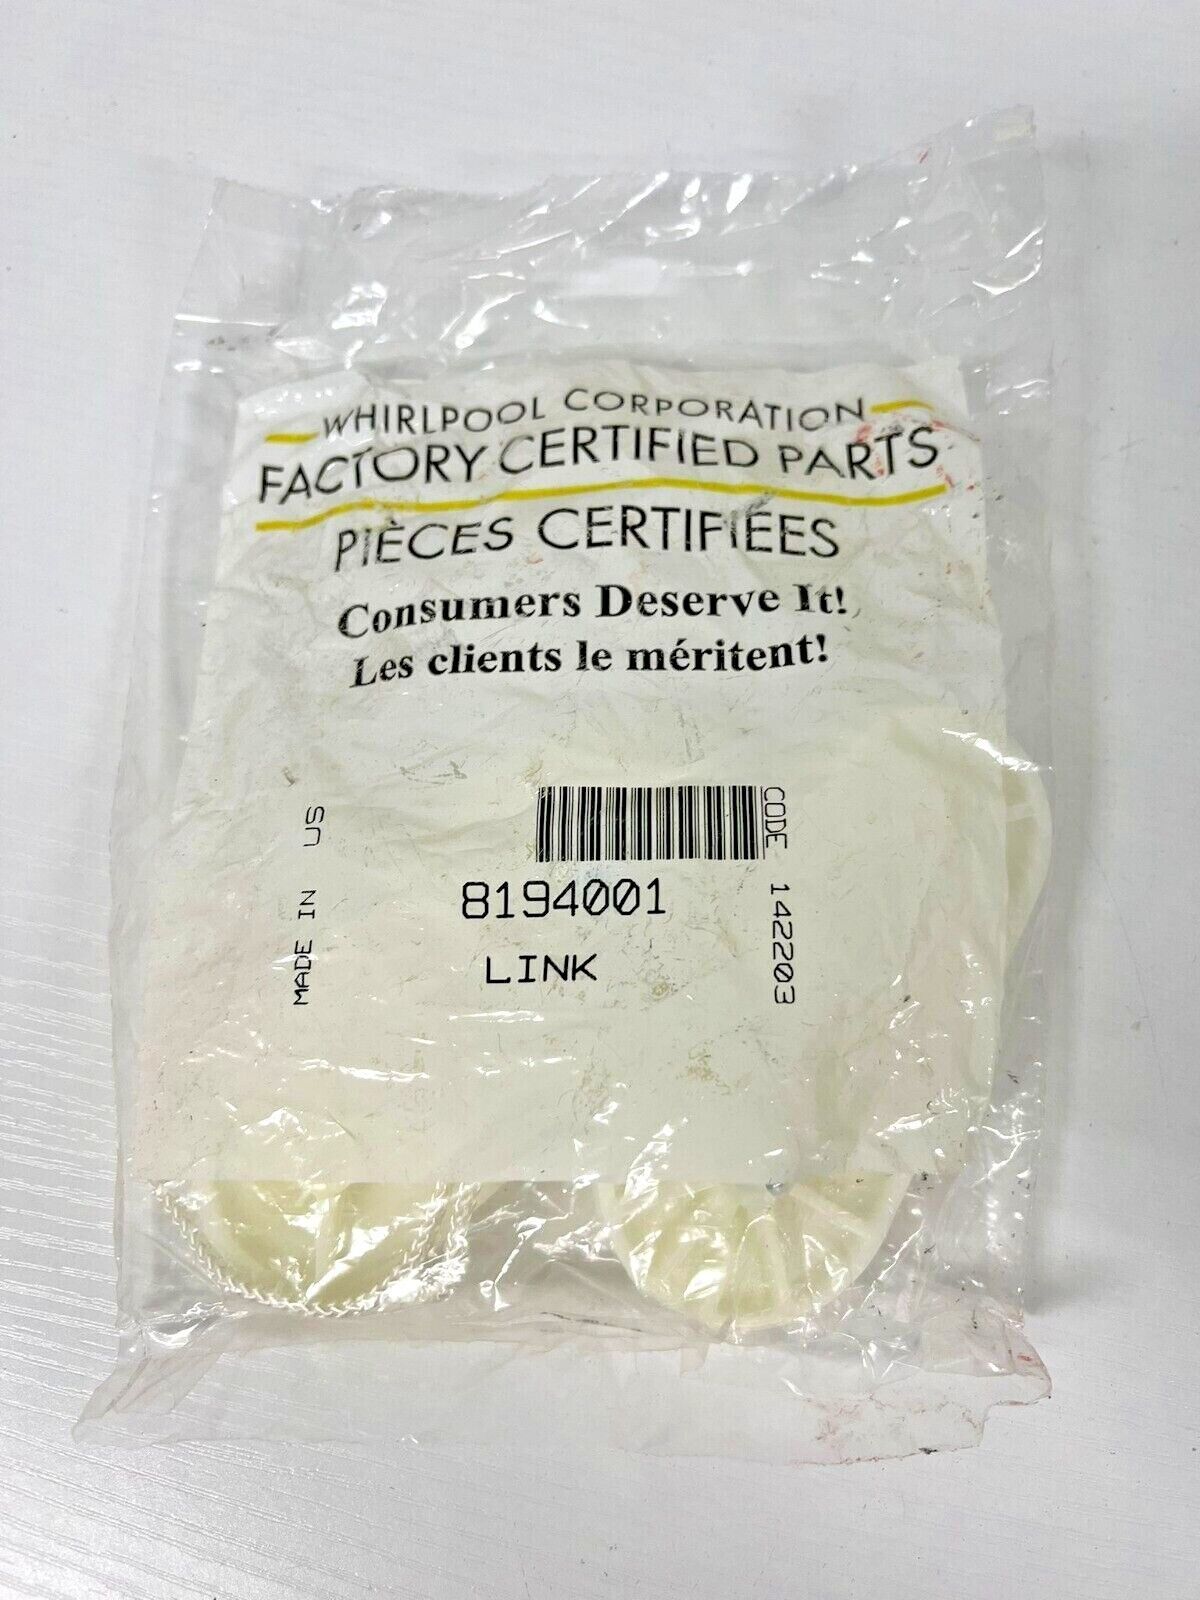 WHIRLPOOL CORPORATION
FACTORY CERTIFIED PARTS
PIÈCES CERTIFIÉES
Consumers Deserve It!
Les clients le méritent!
MADE IN US
CODE 142203
8194001
LINK